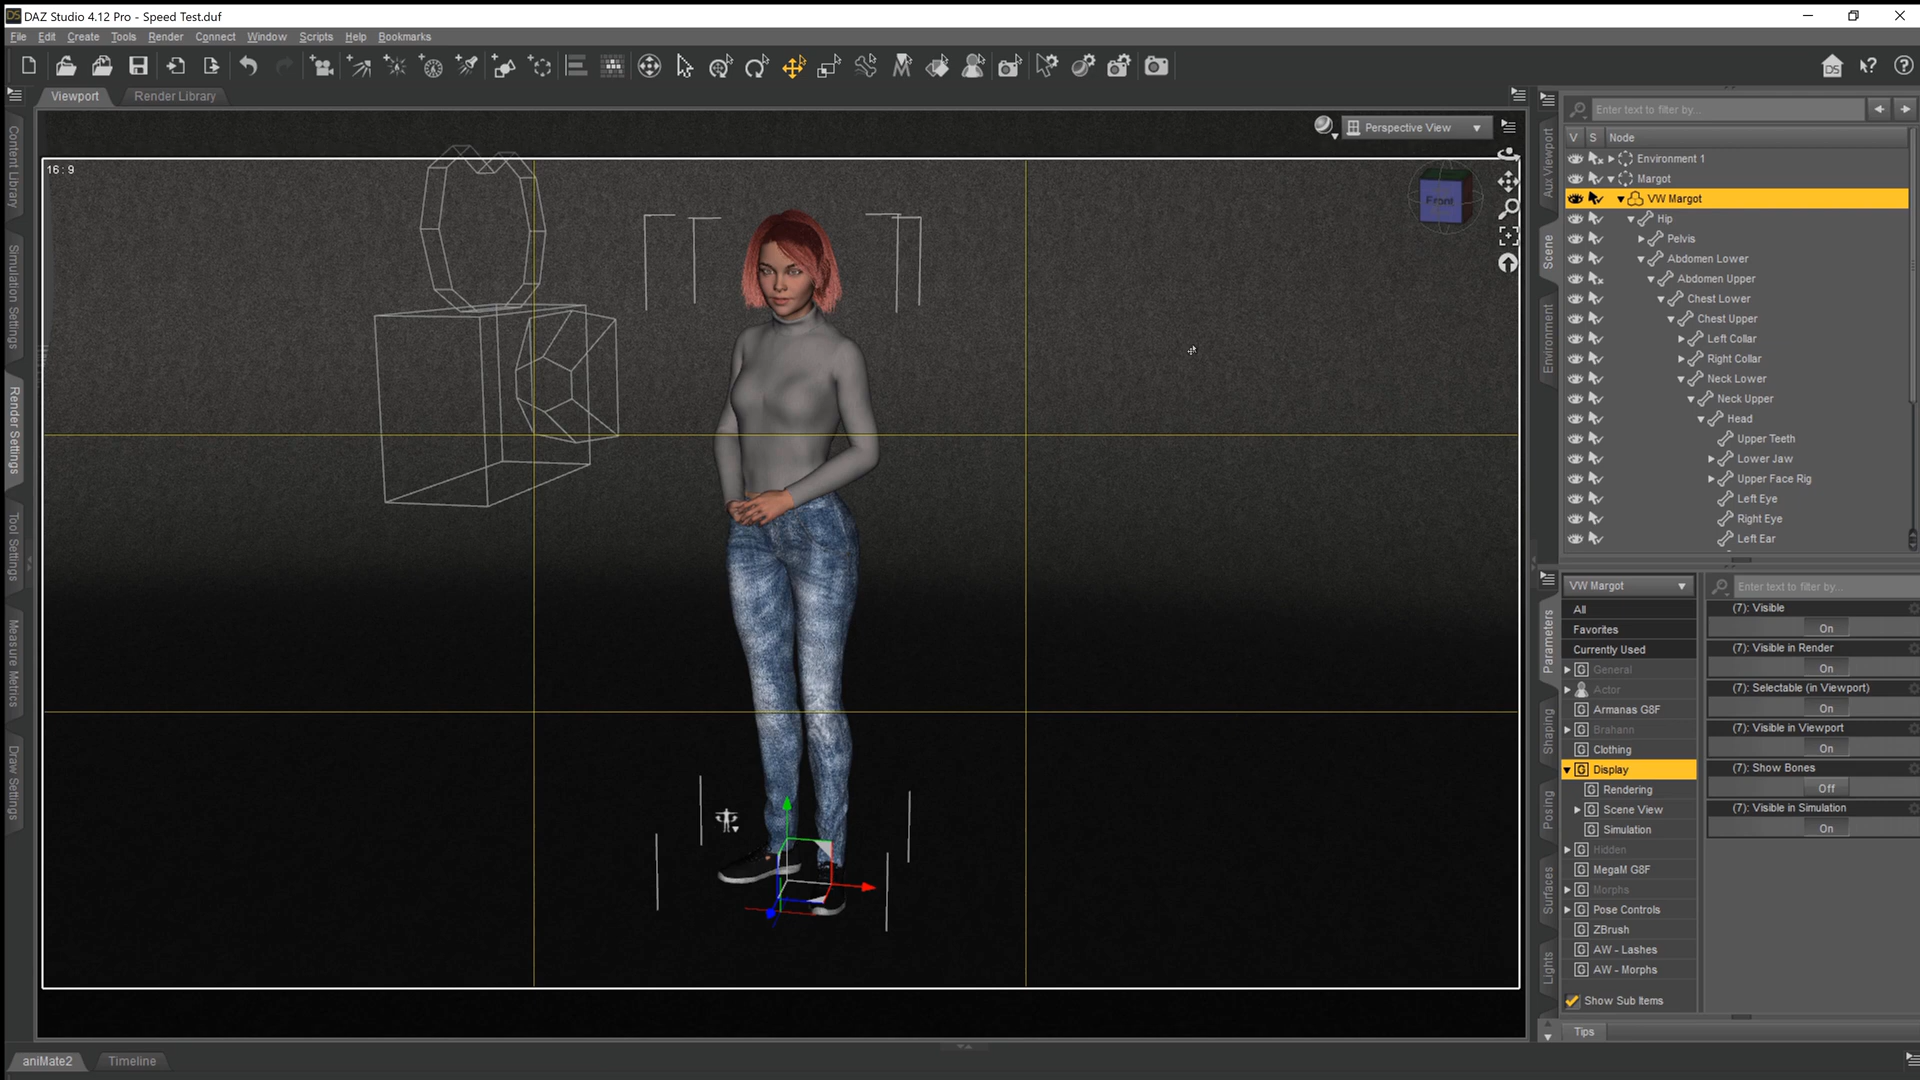 DAZ Studio 4.12 Pro - Speed Test.duf
File Edit Create Tools Render Connect Window Scripts Help Bookmarks
Viewport Render Library
Perspective View
16 : 9
Front
Content Library
Simulation Settings
Render Settings
Tool Settings
Measure Metrics
Draw Settings
Aux Viewport
Scene
Environment
Enter text to filter by...
V S Node
Environment 1
Margot
VW Margot
Hip
Pelvis
Abdomen Lower
Abdomen Upper
Chest Lower
Chest Upper
Left Collar
Right Collar
Neck Lower
Neck Upper
Head
Upper Teeth
Lower Jaw
Upper Face Rig
Left Eye
Right Eye
Left Ear
Parameters
Shaping
Posing
Surfaces
Lights
VW Margot
All
Favorites
Currently Used
General
Actor
Armanas G8F
Brahann
Clothing
Display
Rendering
Scene View
Simulation
Hidden
MegaM G8F
Morphs
Pose Controls
ZBrush
AW - Lashes
AW - Morphs
Show Sub Items
Enter text to filter by...
(7): Visible
On
(7): Visible in Render
On
(7): Selectable (in Viewport)
On
(7): Visible in Viewport
On
(7): Show Bones
Off
(7): Visible in Simulation
On
Tips
aniMate2 Timeline